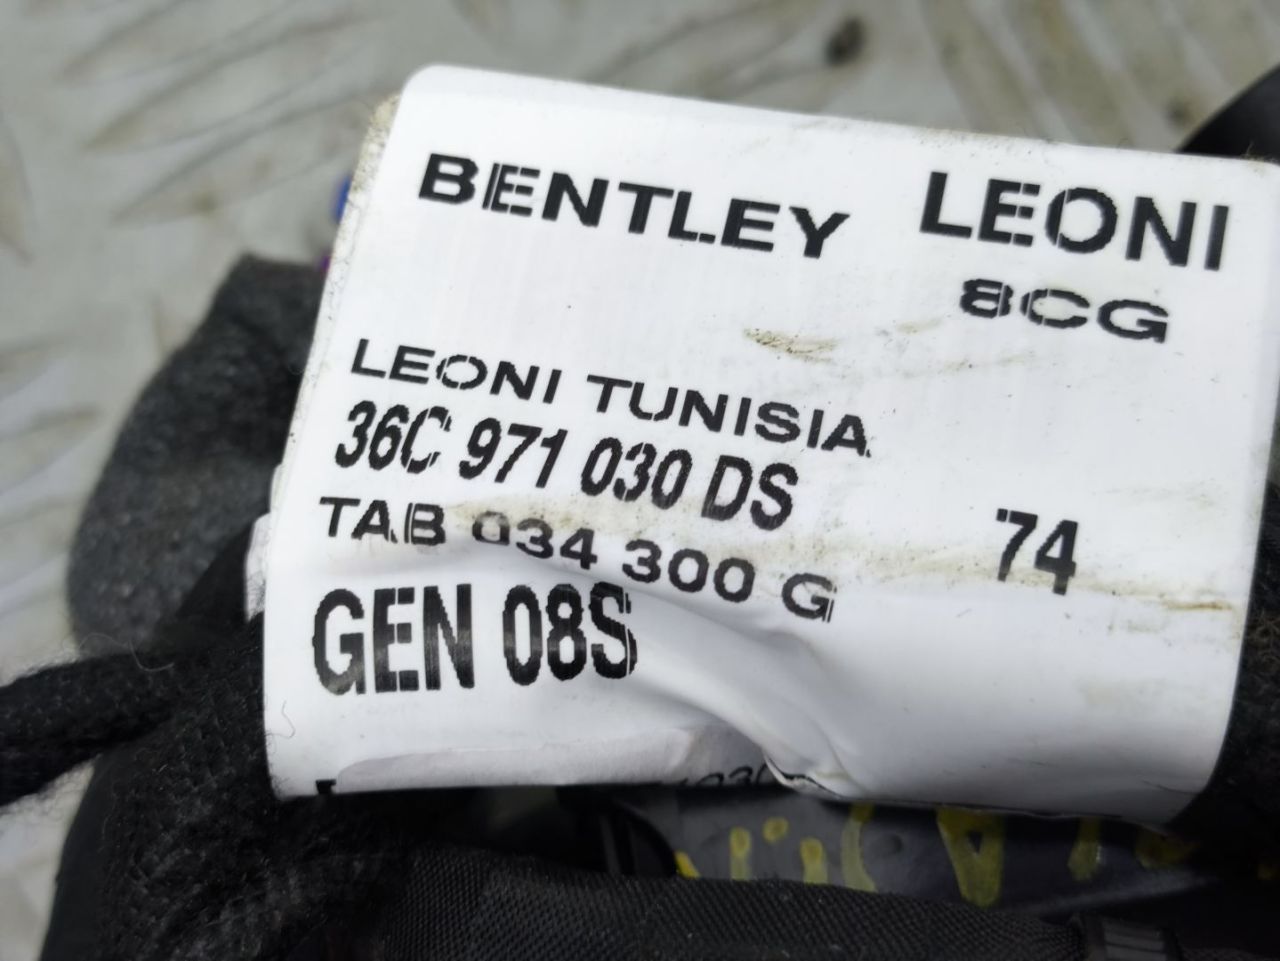 BENTLEY LEONI
8CG
LEONI TUNISIA
36C 971 030 DS
TAB 034 300 G 74
GEN 08S